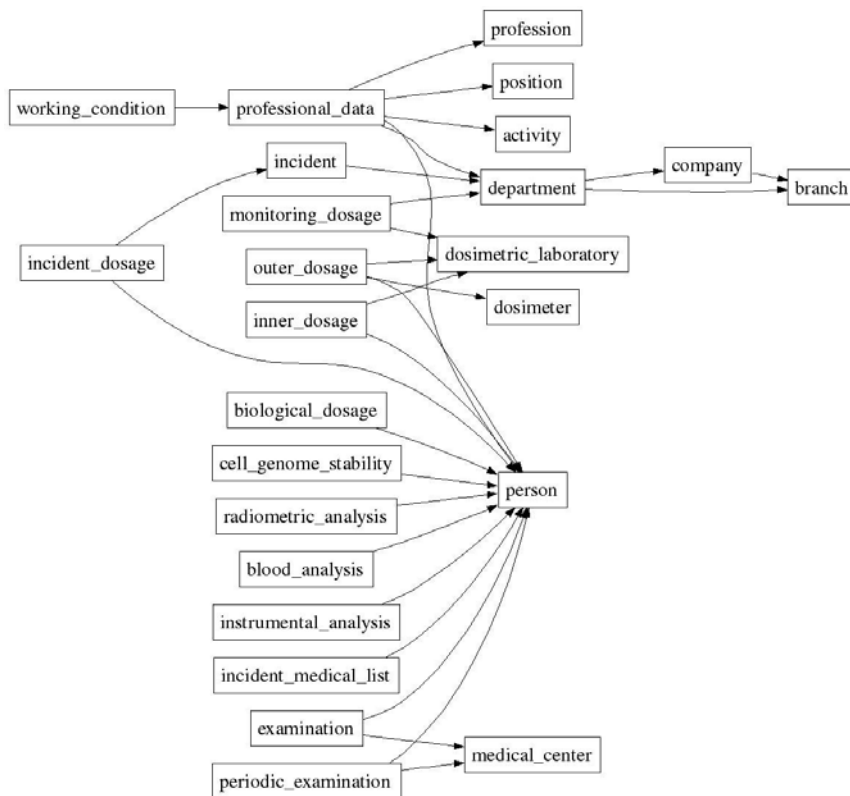 profession
position
working_condition
professional_data
activity
incident
company
department
branch
monitoring_dosage
dosimetric_laboratory
incident_dosage
outer_dosage
dosimeter
inner_dosage
biological_dosage
cell_genome_stability
person
radiometric_analysis
blood_analysis
instrumental_analysis
incident_medical_list
examination
medical_center
periodic_examination